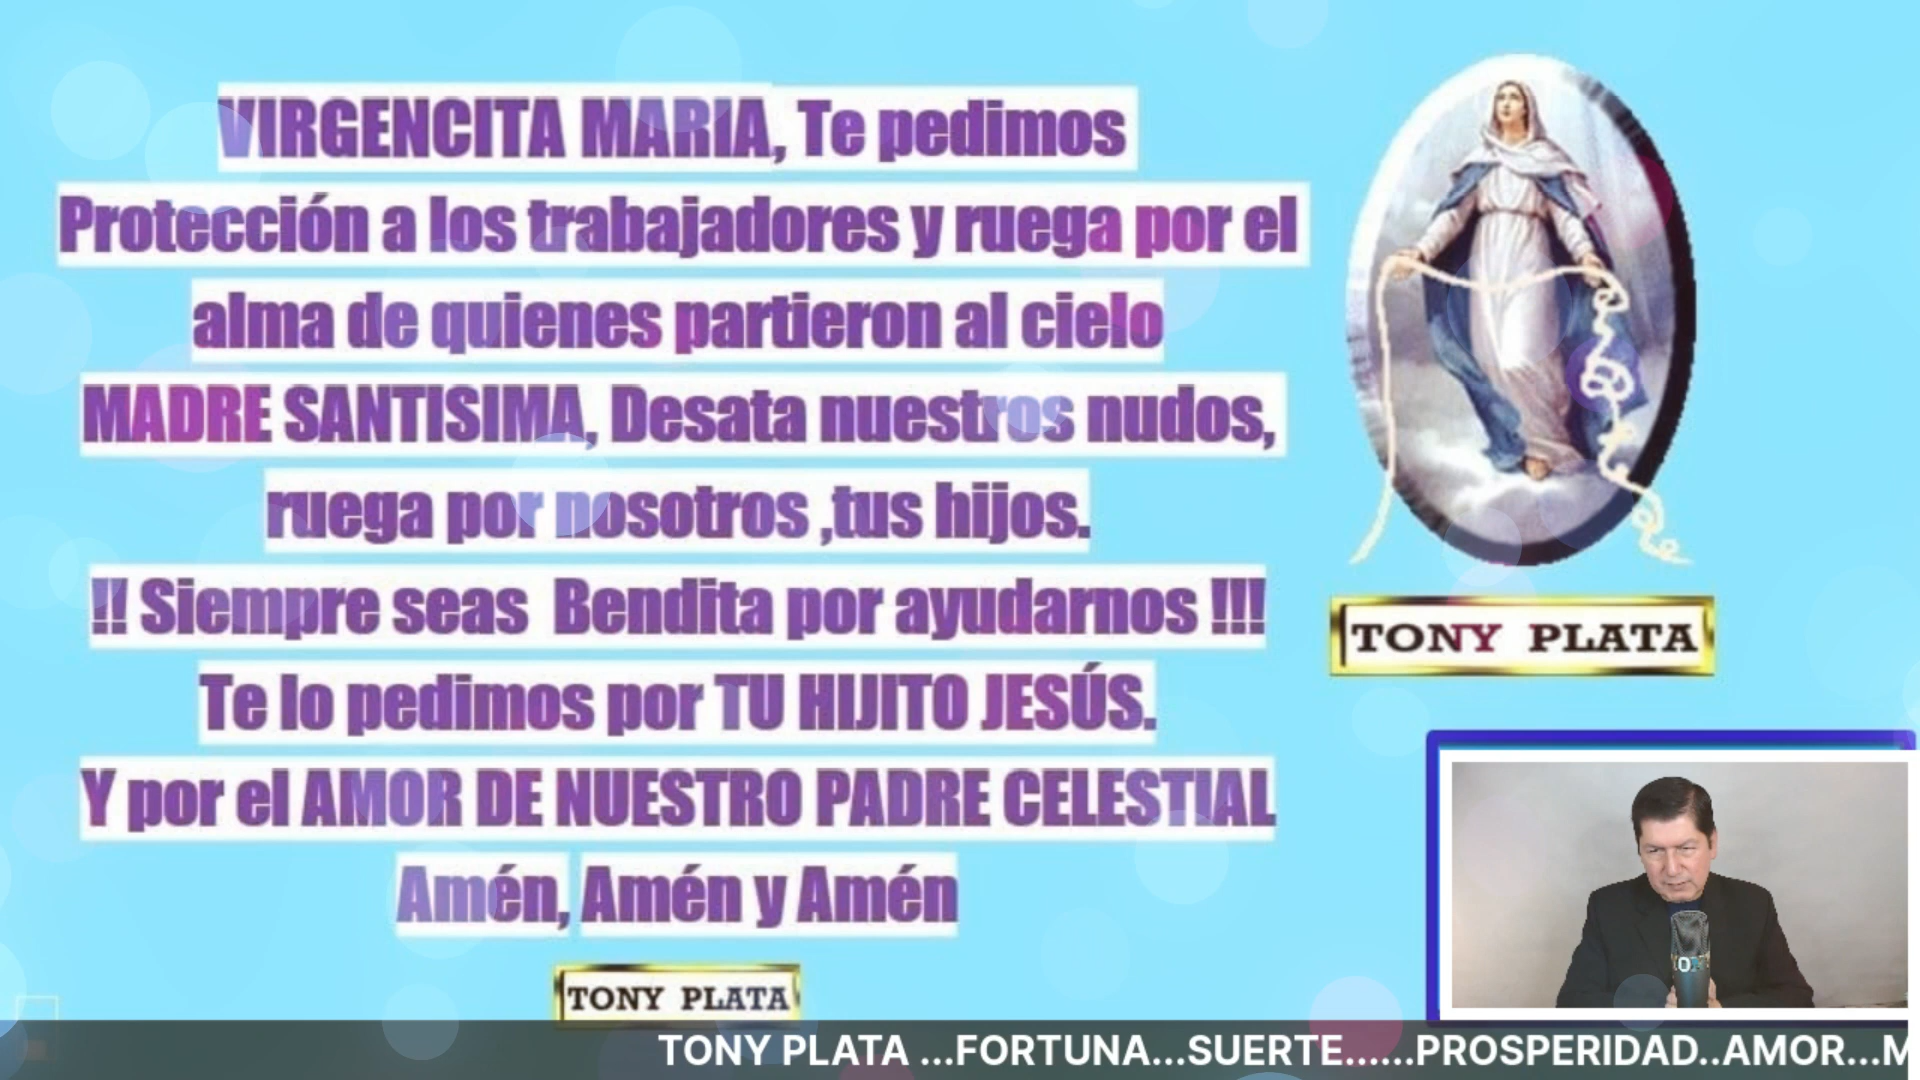 VIRGENCITA MARIA, Te pedimos
Protección a los trabajadores y ruega por el
alma de quienes partieron al cielo
MADRE SANTISIMA, Desata nuestros nudos,
ruega por nosotros ,tus hijos.
!! Siempre seas Bendita por ayudarnos !!!
Te lo pedimos por TU HIJITO JESÚS.
Y por el AMOR DE NUESTRO PADRE CELESTIAL
Amén, Amén y Amén
TONY PLATA
TONY PLATA
TONY PLATA ...FORTUNA...SUERTE......PROSPERIDAD..AMOR...M